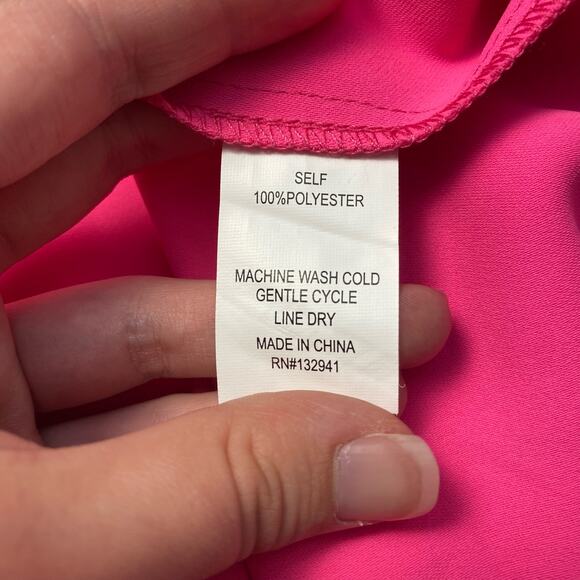 SELF
100%POLYESTER
MACHINE WASH COLD
GENTLE CYCLE
LINE DRY
MADE IN CHINA
RN#132941